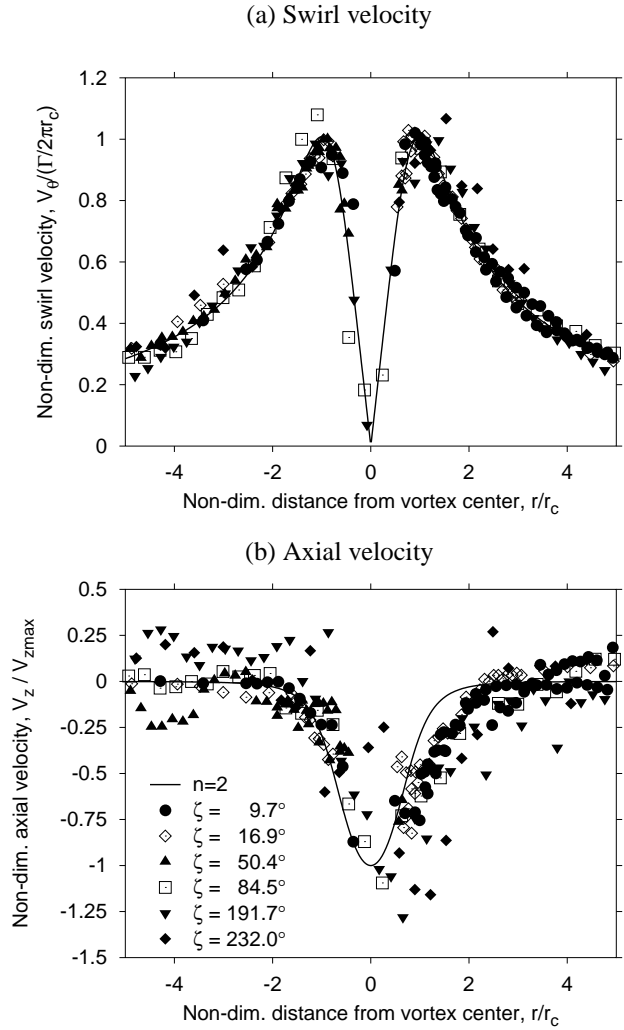 (a) Swirl velocity
Non-dim. swirl velocity, V_θ/(Γ/2πr_c)
1.2
1
0.8
0.6
0.4
0.2
0
-4 -2 0 2 4
Non-dim. distance from vortex center, r/r_c
(b) Axial velocity
Non-dim. axial velocity, V_z / V_zmax
0.5
0.25
0
-0.25
-0.5
-0.75
-1
-1.25
-1.5
n=2
ζ = 9.7°
ζ = 16.9°
ζ = 50.4°
ζ = 84.5°
ζ = 191.7°
ζ = 232.0°
-4 -2 0 2 4
Non-dim. distance from vortex center, r/r_c